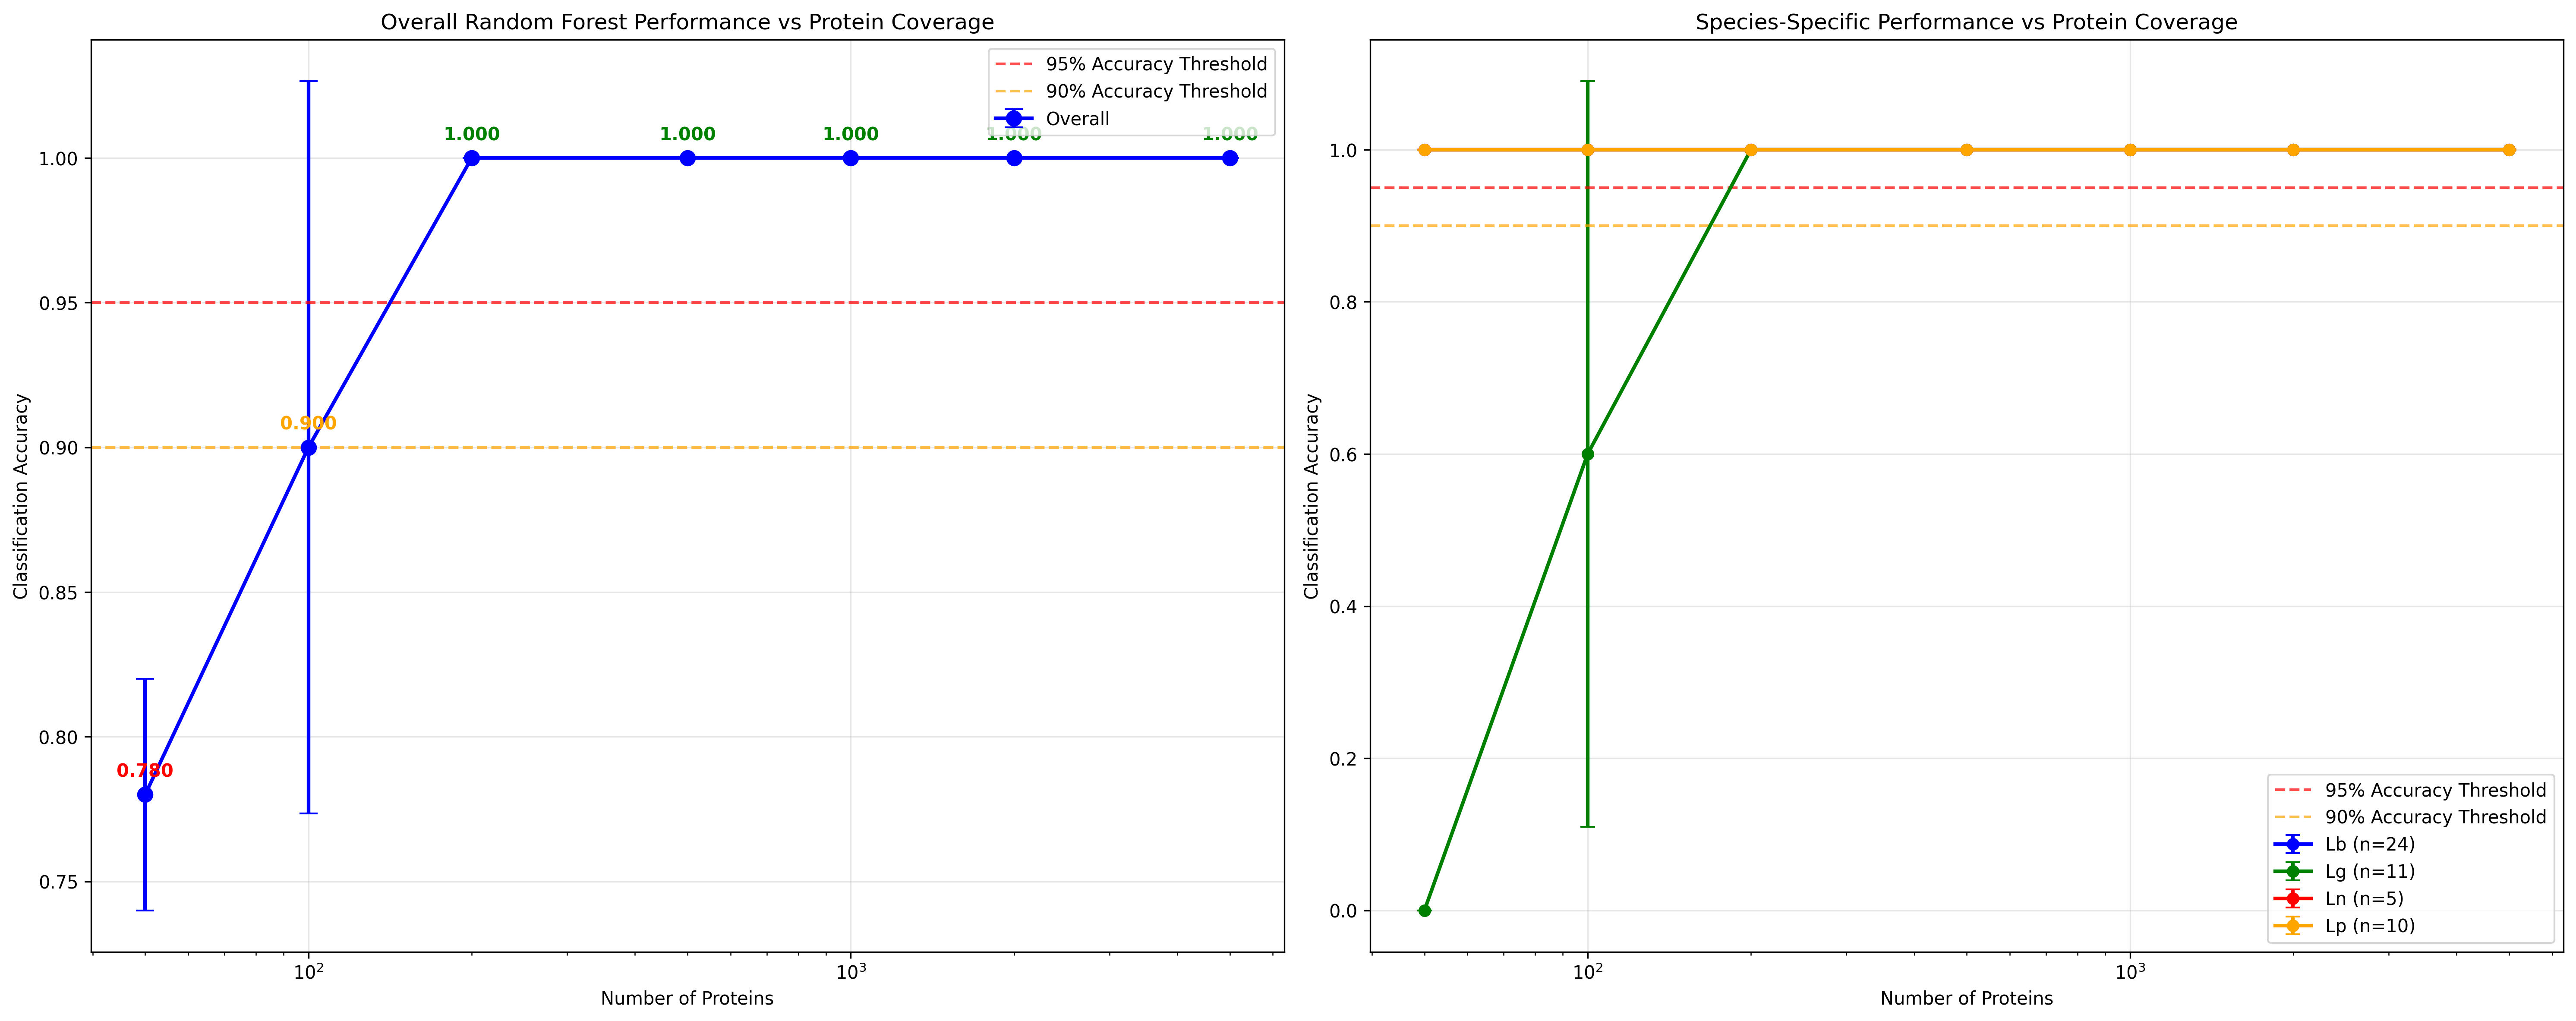 Overall Random Forest Performance vs Protein Coverage
95% Accuracy Threshold
90% Accuracy Threshold
Overall
1.000
1.000
1.000
1.000
1.000
0.900
0.780
1.00
0.95
0.90
0.85
0.80
0.75
Classification Accuracy
10²
10³
Number of Proteins
Species-Specific Performance vs Protein Coverage
1.0
0.8
0.6
0.4
0.2
0.0
Classification Accuracy
95% Accuracy Threshold
90% Accuracy Threshold
Lb (n=24)
Lg (n=11)
Ln (n=5)
Lp (n=10)
10²
10³
Number of Proteins